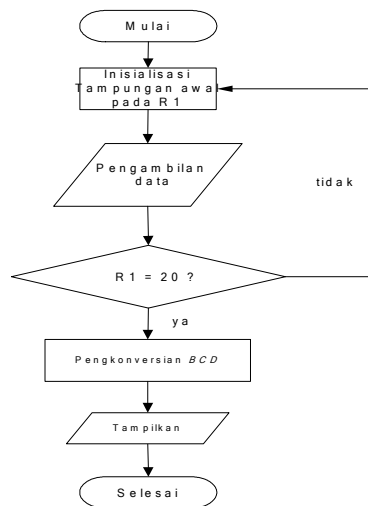 Mulai
Inisialisasi
Tampungan awal
pada R1
Pengambilan
data
tidak
R1 = 20 ?
ya
Pengkonversian BCD
Tampilkan
Selesai